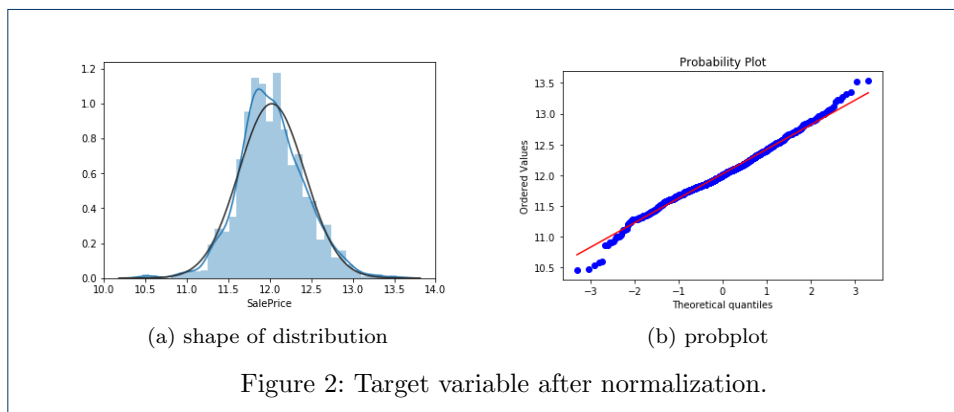 1.2
1.0
0.8
0.6
0.4
0.2
0.0
10.0 10.5 11.0 11.5 12.0 12.5 13.0 13.5 14.0
SalePrice
(a) shape of distribution
Probability Plot
Ordered Values
13.5
13.0
12.5
12.0
11.5
11.0
10.5
−3 −2 −1 0 1 2 3
Theoretical quantiles
(b) probplot
Figure 2: Target variable after normalization.